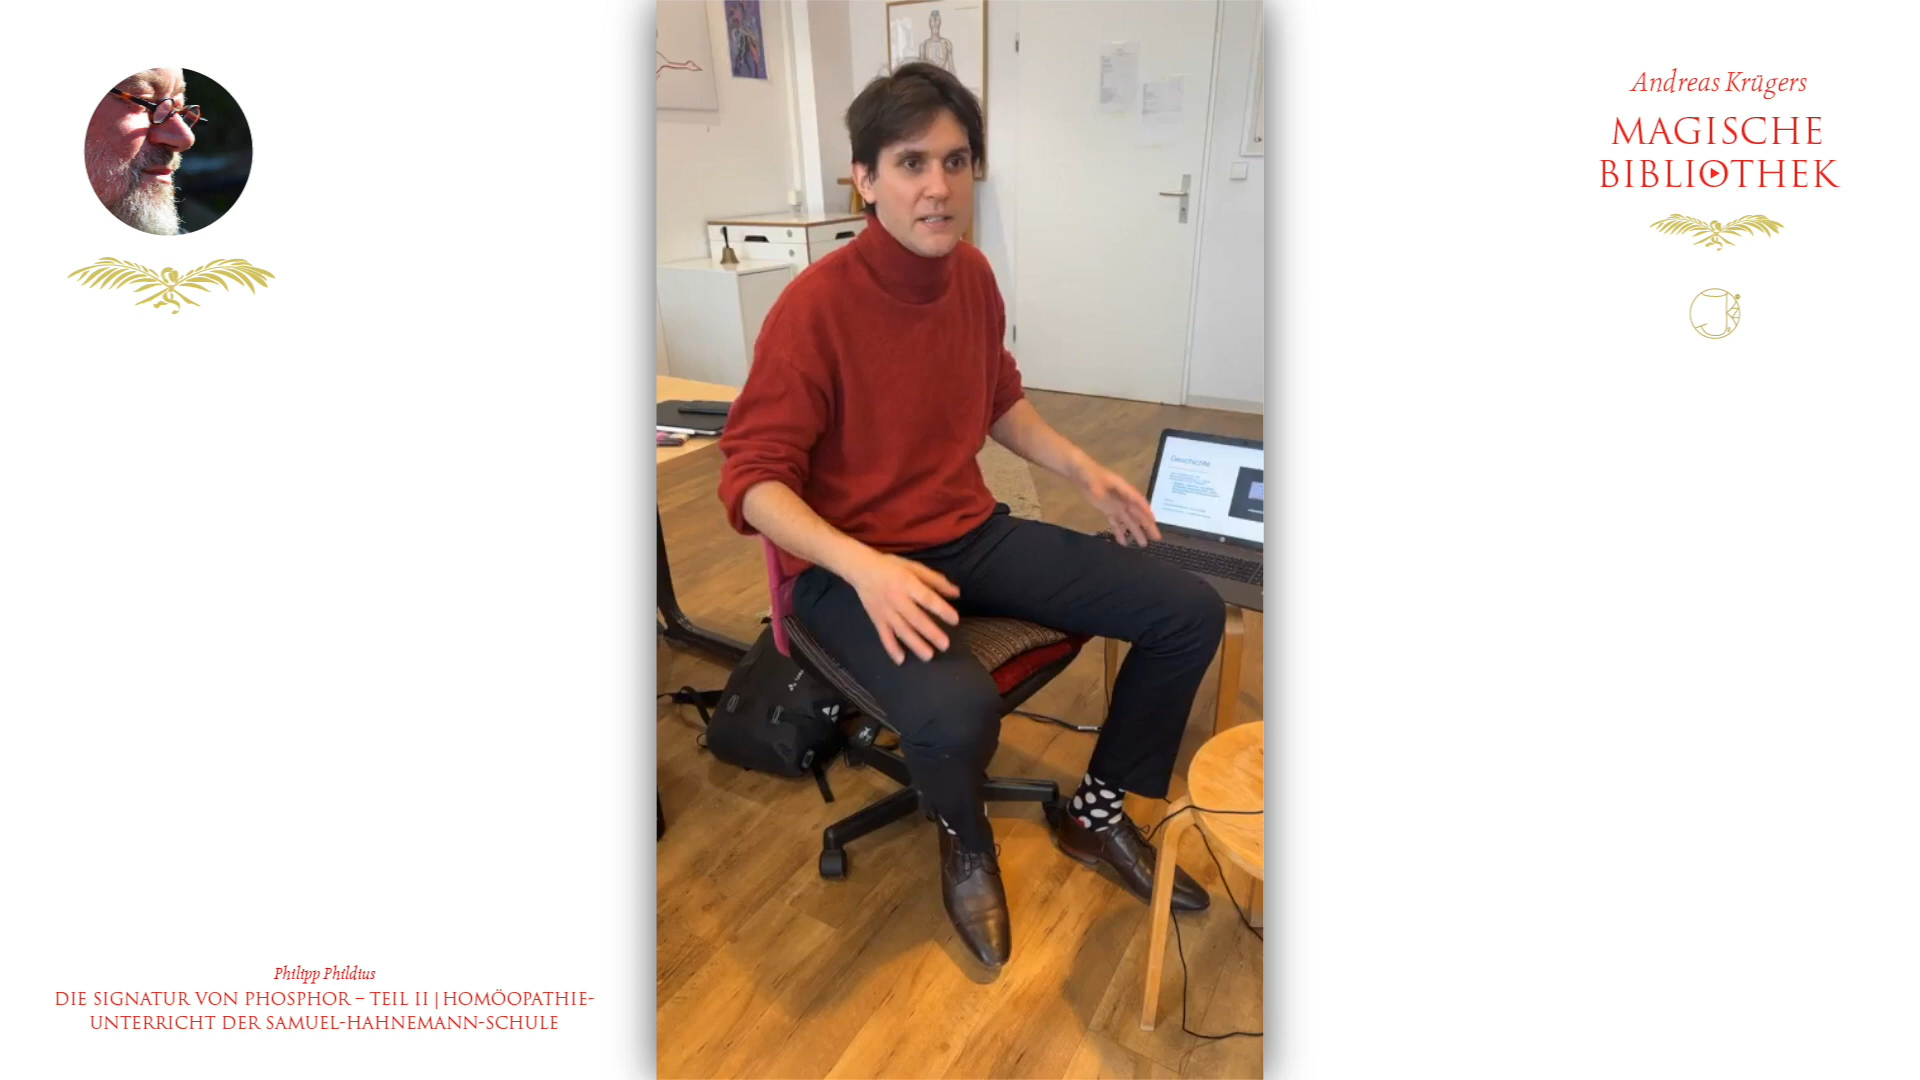 Andreas Krügers
MAGISCHE
BIBLIOTHEK
Geschichte
Philipp Phildius
DIE SIGNATUR VON PHOSPHOR – TEIL II | HOMÖOPATHIE-
UNTERRICHT DER SAMUEL-HAHNEMANN-SCHULE